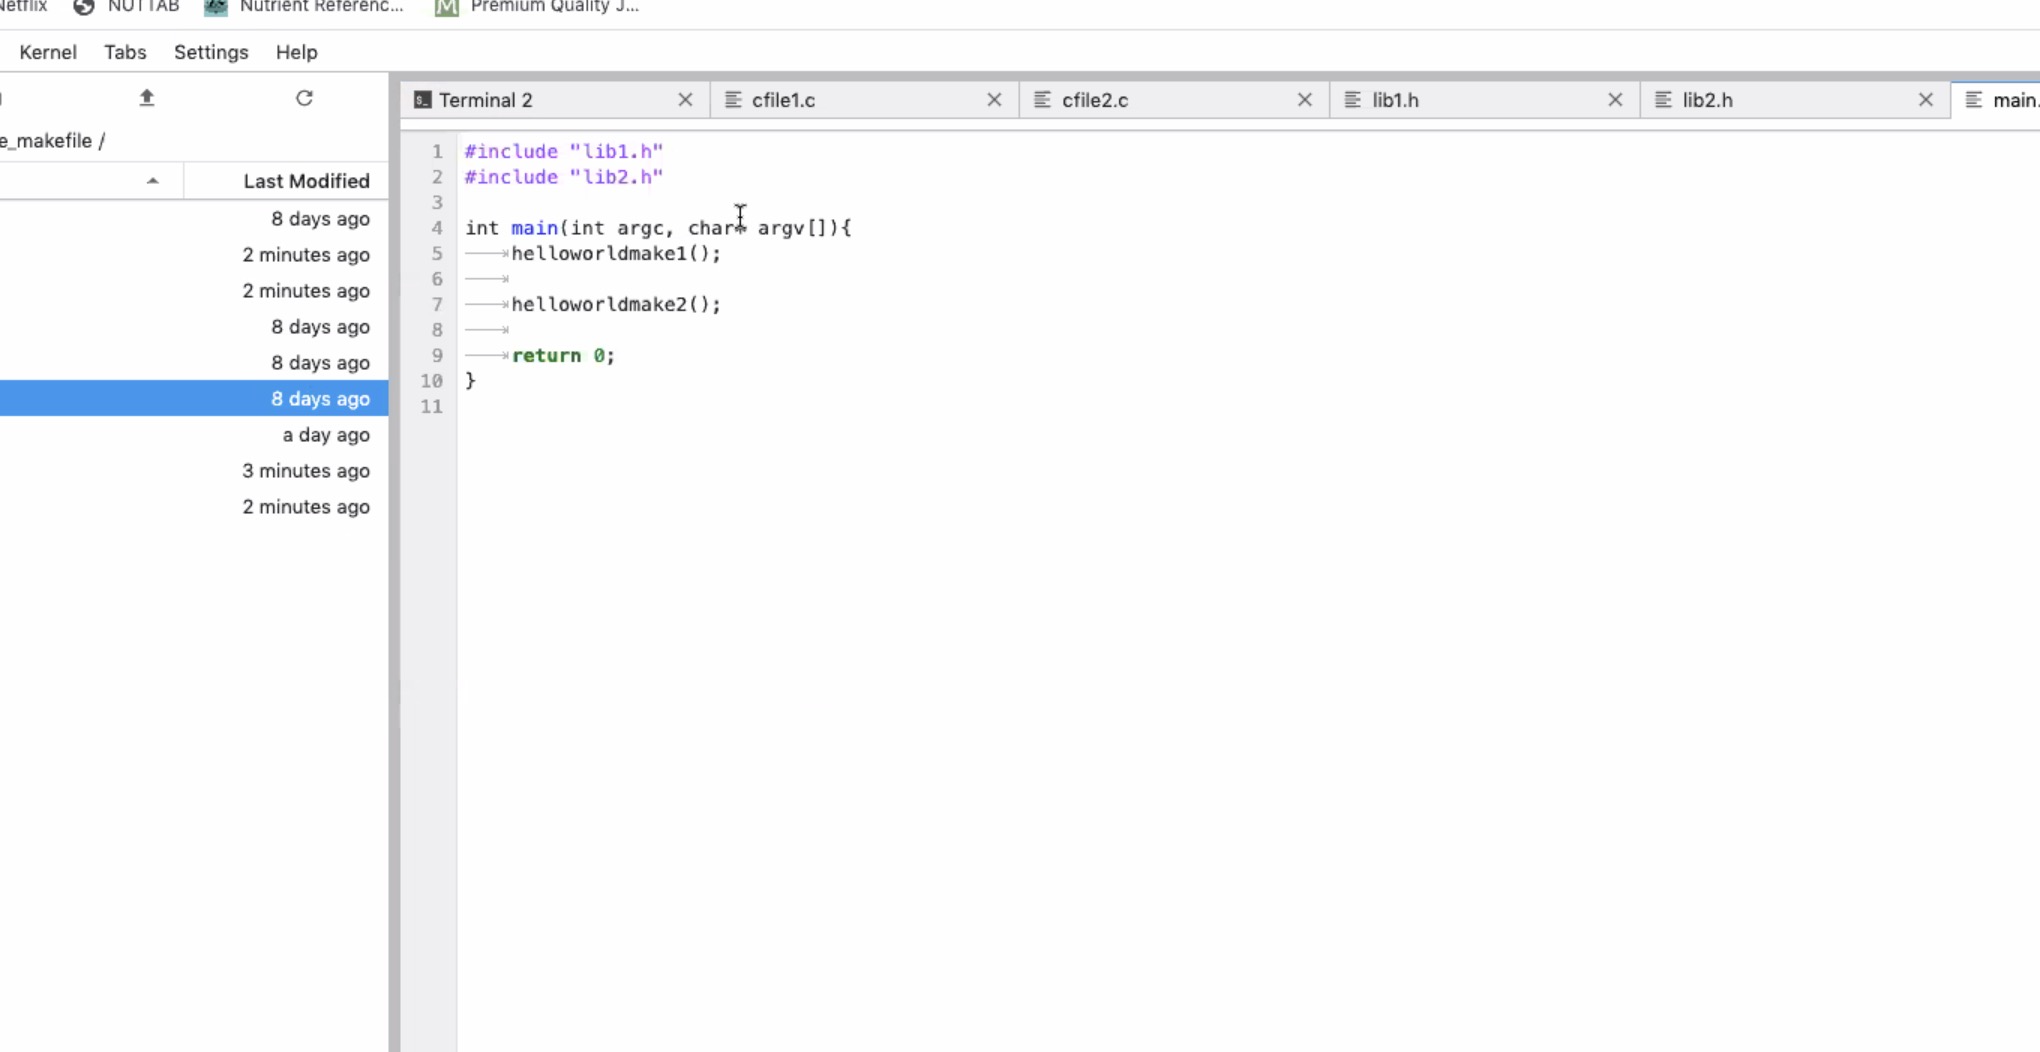 Netflix NUTTAB Nutrient Referenc... Premium Quality J...
Kernel Tabs Settings Help
Terminal 2 cfile1.c cfile2.c lib1.h lib2.h main.
e_makefile /
Last Modified
8 days ago
2 minutes ago
2 minutes ago
8 days ago
8 days ago
8 days ago
a day ago
3 minutes ago
2 minutes ago
1 #include "lib1.h"
2 #include "lib2.h"
3
4 int main(int argc, char* argv[]){
5 helloworldmake1();
6
7 helloworldmake2();
8
9 return 0;
10 }
11